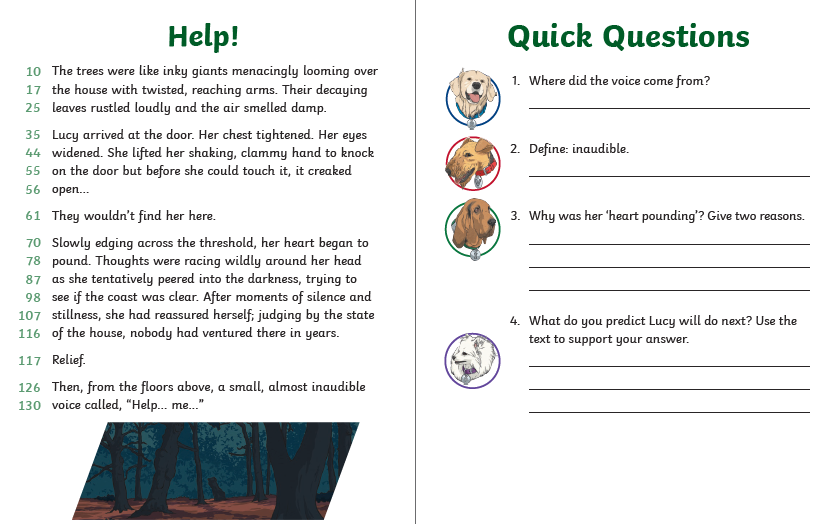 Help!
10 The trees were like inky giants menacingly looming over
17 the house with twisted, reaching arms. Their decaying
25 leaves rustled loudly and the air smelled damp.
35 Lucy arrived at the door. Her chest tightened. Her eyes
44 widened. She lifted her shaking, clammy hand to knock
55 on the door but before she could touch it, it creaked
56 open...
61 They wouldn't find her here.
70 Slowly edging across the threshold, her heart began to
78 pound. Thoughts were racing wildly around her head
87 as she tentatively peered into the darkness, trying to
98 see if the coast was clear. After moments of silence and
107 stillness, she had reassured herself; judging by the state
116 of the house, nobody had ventured there in years.
117 Relief.
126 Then, from the floors above, a small, almost inaudible
130 voice called, “Help... me...”
Quick Questions
1. Where did the voice come from?
2. Define: inaudible.
3. Why was her ‘heart pounding’? Give two reasons.
4. What do you predict Lucy will do next? Use the
text to support your answer.